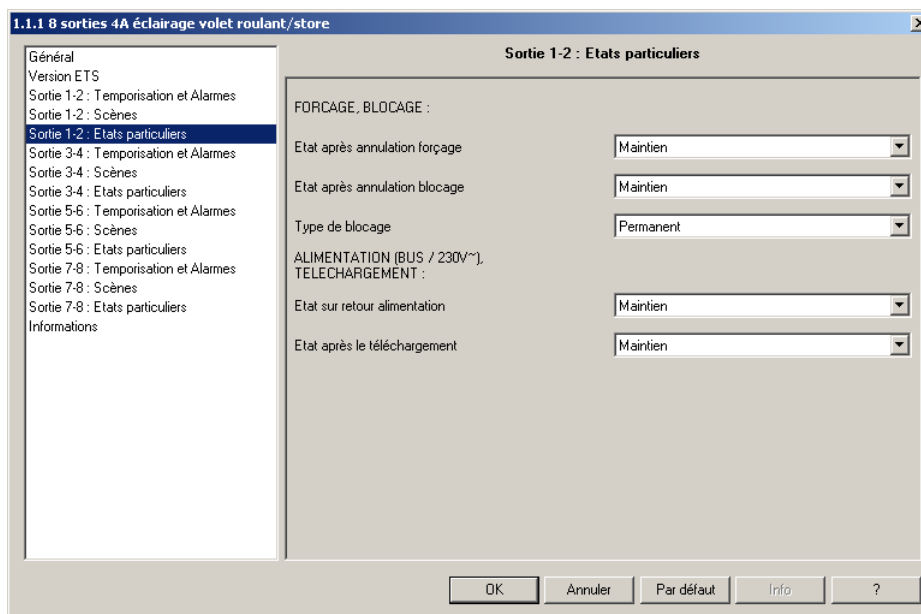 1.1.1 8 sorties 4A éclairage volet roulant/store
Général
Version ETS
Sortie 1-2 : Temporisation et Alarmes
Sortie 1-2 : Scènes
Sortie 1-2 : Etats particuliers
Sortie 3-4 : Temporisation et Alarmes
Sortie 3-4 : Scènes
Sortie 3-4 : Etats particuliers
Sortie 5-6 : Temporisation et Alarmes
Sortie 5-6 : Scènes
Sortie 5-6 : Etats particuliers
Sortie 7-8 : Temporisation et Alarmes
Sortie 7-8 : Scènes
Sortie 7-8 : Etats particuliers
Informations
Sortie 1-2 : Etats particuliers
FORCAGE, BLOCAGE :
Etat après annulation forçage Maintien
Etat après annulation blocage Maintien
Type de blocage Permanent
ALIMENTATION (BUS / 230V~),
TELECHARGEMENT :
Etat sur retour alimentation Maintien
Etat après le téléchargement Maintien
OK Annuler Par défaut Info ?